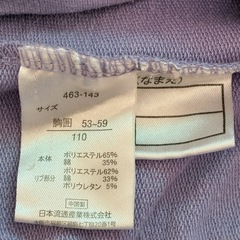 463-143
サイズ
胸囲 53-59
110
本体 ポリエステル65%
綿 35%
リブ部分 ポリエステル62%
綿 33%
ポリウレタン 5%
中国製
日本流通産業株式会社
(なまえ)